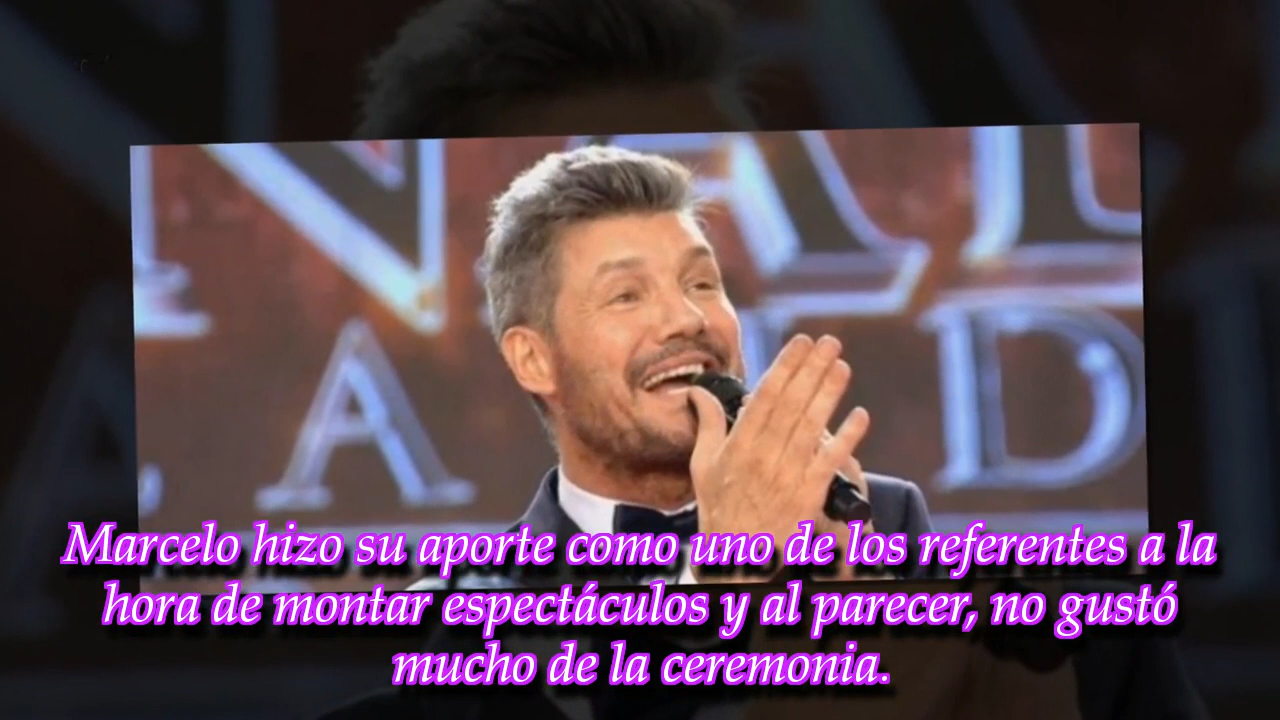 NAL
A D
Marcelo hizo su aporte como uno de los referentes a la
hora de montar espectáculos y al parecer, no gustó
mucho de la ceremonia.